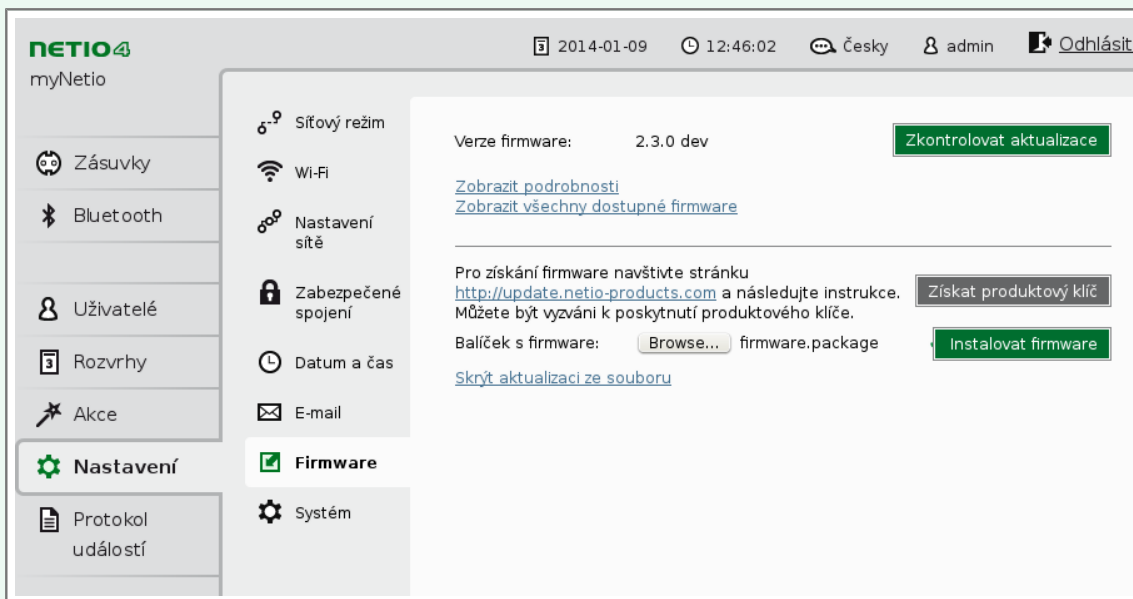 NETIO4
myNetio
2014-01-09
12:46:02
Česky
admin
Odhlásit
Zásuvky
Bluetooth
Uživatelé
Rozvrhy
Akce
Nastavení
Protokol
událostí
Síťový režim
Wi-Fi
Nastavení
sítě
Zabezpečené
spojení
Datum a čas
E-mail
Firmware
Systém
Verze firmware: 2.3.0 dev
Zkontrolovat aktualizace
Zobrazit podrobnosti
Zobrazit všechny dostupné firmware
Pro získání firmware navštivte stránku
http://update.netio-products.com a následujte instrukce.
Můžete být vyzváni k poskytnutí produktového klíče.
Získat produktový klíč
Balíček s firmware: Browse... firmware.package
Instalovat firmware
Skrýt aktualizaci ze souboru